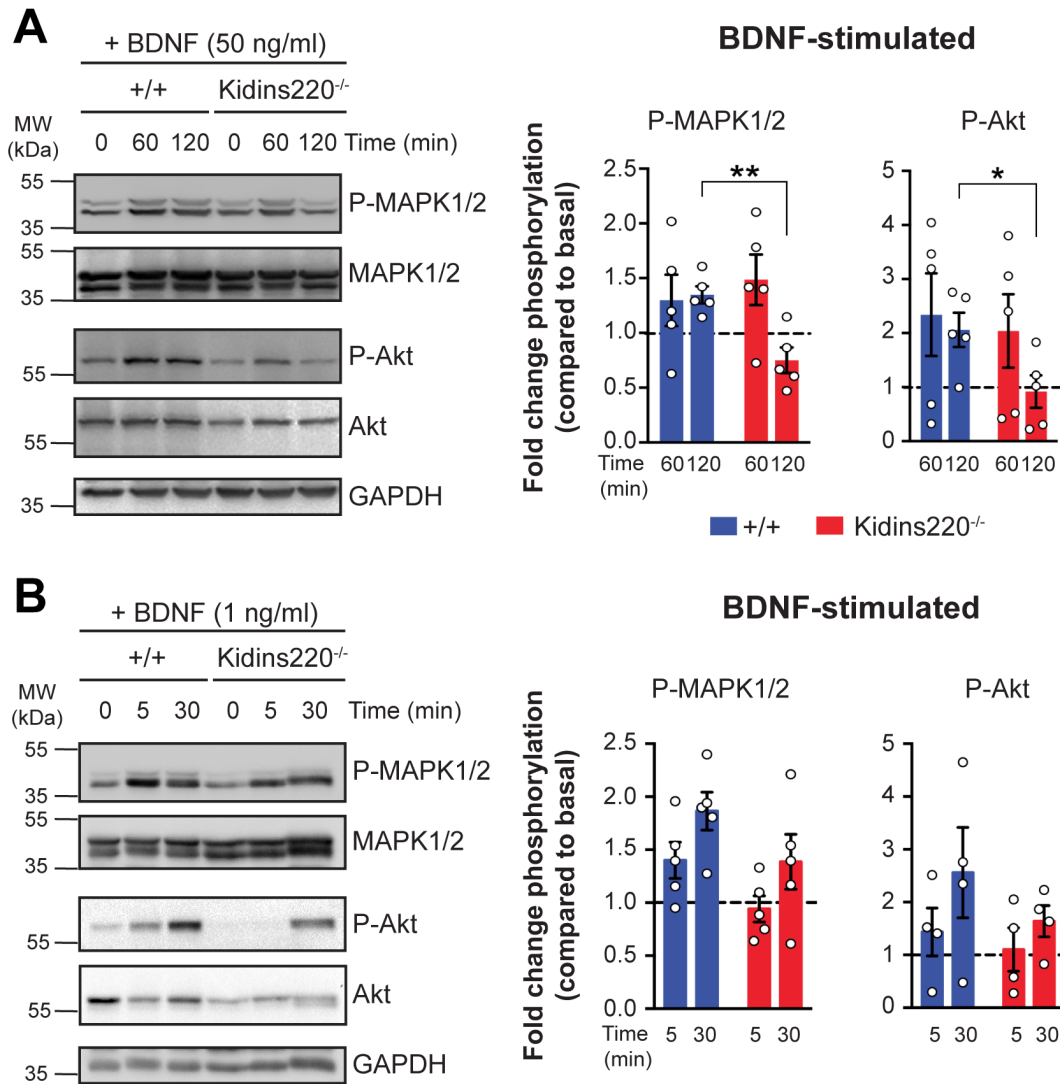 A
+ BDNF (50 ng/ml)
+/+ Kidins220-/-
MW (kDa)
0 60 120 0 60 120 Time (min)
55
35
P-MAPK1/2
35
MAPK1/2
55
P-Akt
55
Akt
35
GAPDH
BDNF-stimulated
P-MAPK1/2
P-Akt
Fold change phosphorylation
(compared to basal)
2.5
2.0
1.5
1.0
0.5
0.0
**
Time (min)
60 120 60 120
5
4
3
2
1
0
*
60 120 60 120
+/+ Kidins220-/-
B
+ BDNF (1 ng/ml)
+/+ Kidins220-/-
MW (kDa)
0 5 30 0 5 30 Time (min)
55
35
P-MAPK1/2
35
MAPK1/2
55
P-Akt
55
Akt
35
GAPDH
BDNF-stimulated
P-MAPK1/2
P-Akt
Fold change phosphorylation
(compared to basal)
2.5
2.0
1.5
1.0
0.5
0.0
Time (min)
5 30 5 30
5
4
3
2
1
0
5 30 5 30